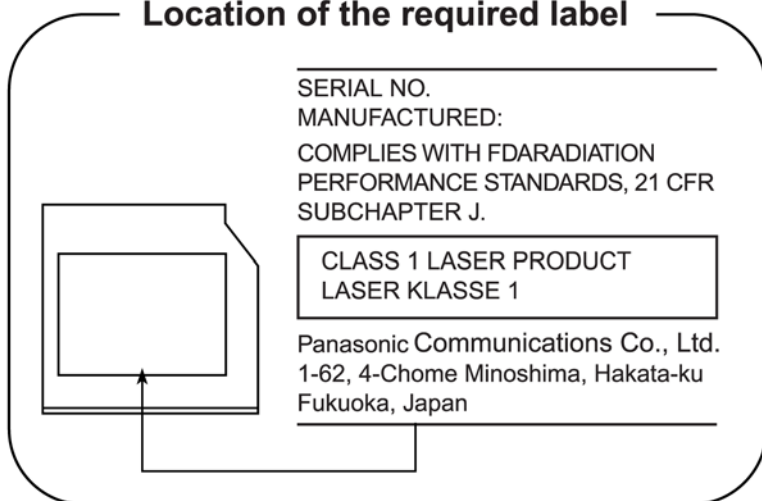 Location of the required label
SERIAL NO.
MANUFACTURED:
COMPLIES WITH FDARADIATION
PERFORMANCE STANDARDS, 21 CFR
SUBCHAPTER J.
CLASS 1 LASER PRODUCT
LASER KLASSE 1
Panasonic Communications Co., Ltd.
1-62, 4-Chome Minoshima, Hakata-ku
Fukuoka, Japan